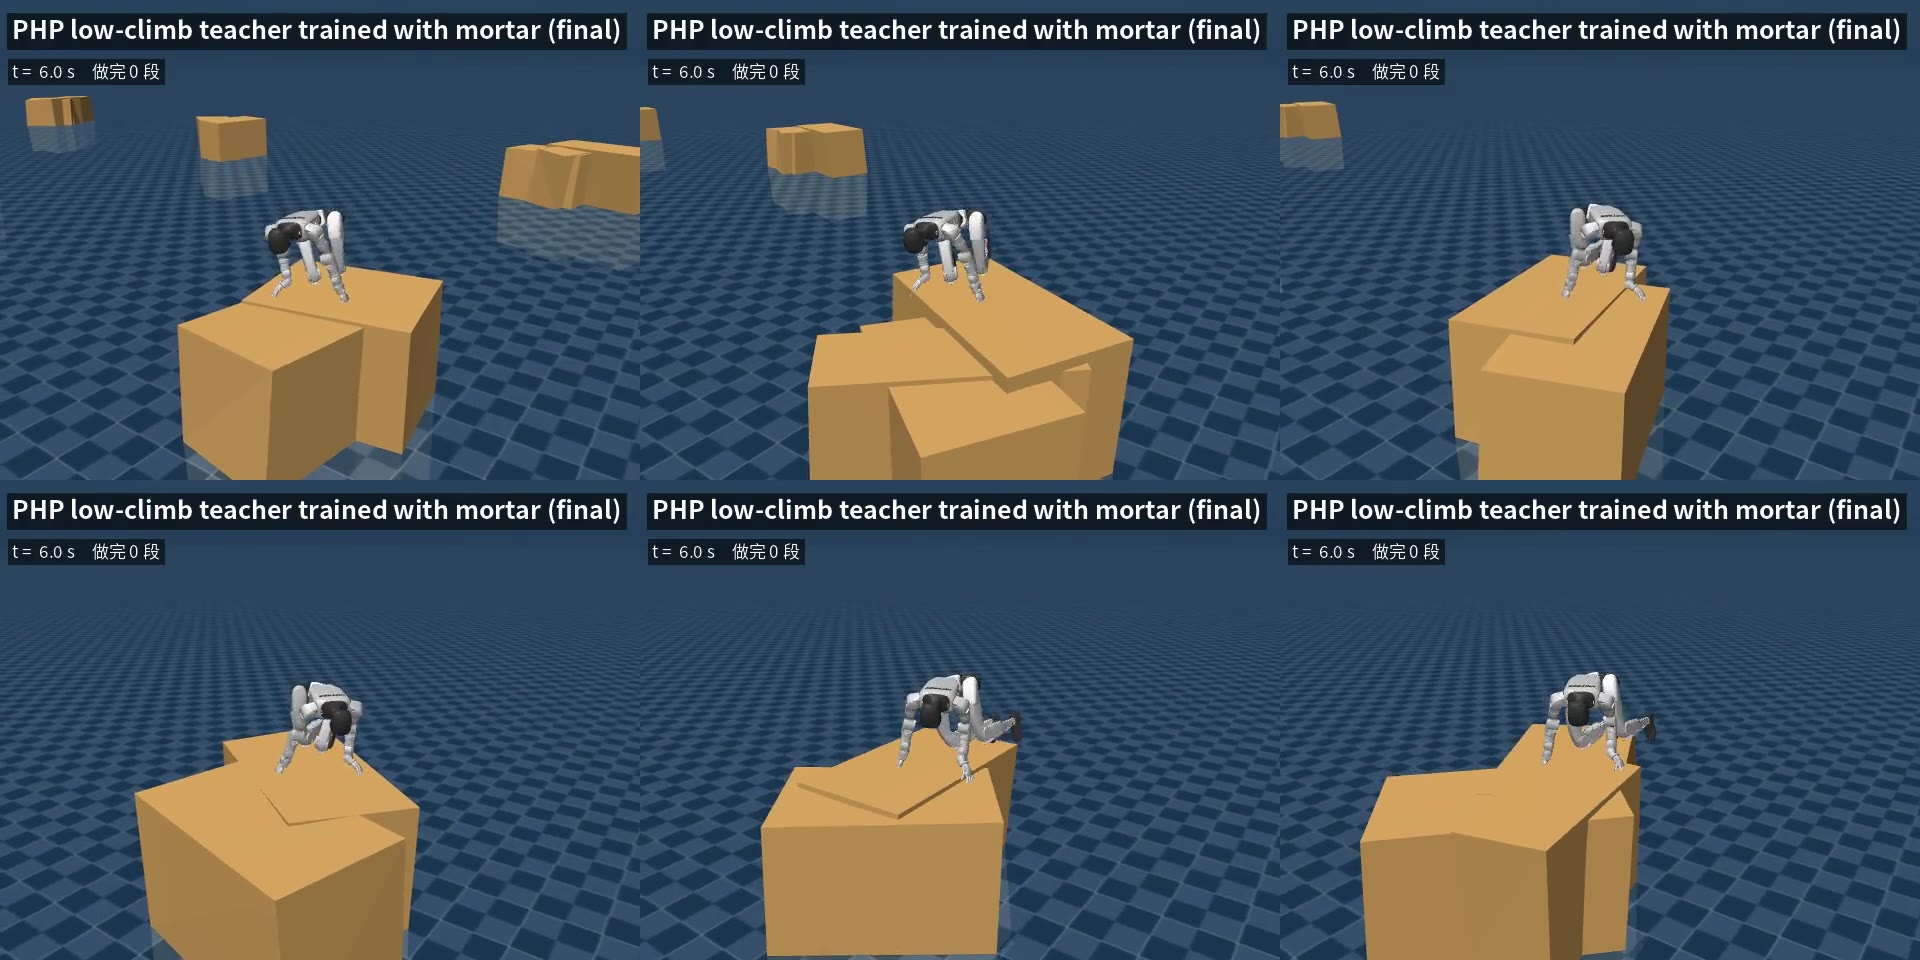 PHP low-climb teacher trained with mortar (final)
t = 6.0 s 做完 0 段
PHP low-climb teacher trained with mortar (final)
t = 6.0 s 做完 0 段
PHP low-climb teacher trained with mortar (final)
t = 6.0 s 做完 0 段
PHP low-climb teacher trained with mortar (final)
t = 6.0 s 做完 0 段
PHP low-climb teacher trained with mortar (final)
t = 6.0 s 做完 0 段
PHP low-climb teacher trained with mortar (final)
t = 6.0 s 做完 0 段